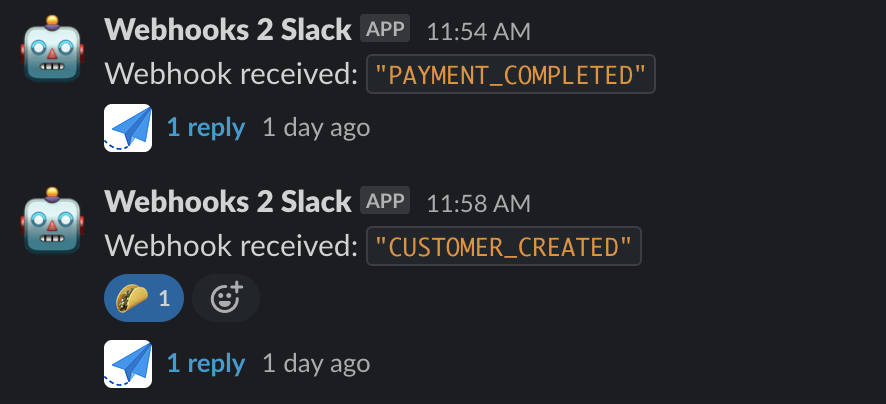 Webhooks 2 Slack APP 11:54 AM
Webhook received: "PAYMENT_COMPLETED"
1 reply 1 day ago
Webhooks 2 Slack APP 11:58 AM
Webhook received: "CUSTOMER_CREATED"
1
1 reply 1 day ago